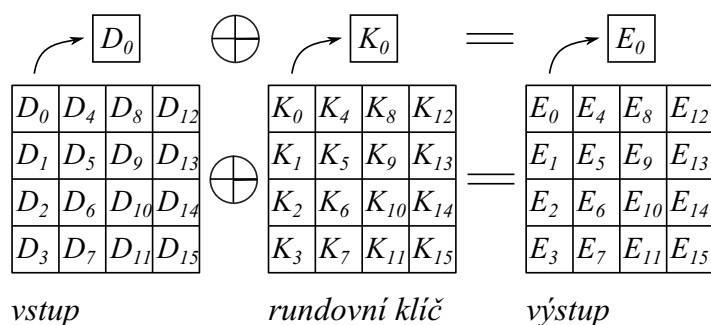 D0 ⊕ K0 = E0
D0 D4 D8 D12 K0 K4 K8 K12 E0 E4 E8 E12
D1 D5 D9 D13 K1 K5 K9 K13 E1 E5 E9 E13
⊕ =
D2 D6 D10 D14 K2 K6 K10 K14 E2 E6 E10 E14
D3 D7 D11 D15 K3 K7 K11 K15 E3 E7 E11 E15
vstup rundovní klíč výstup